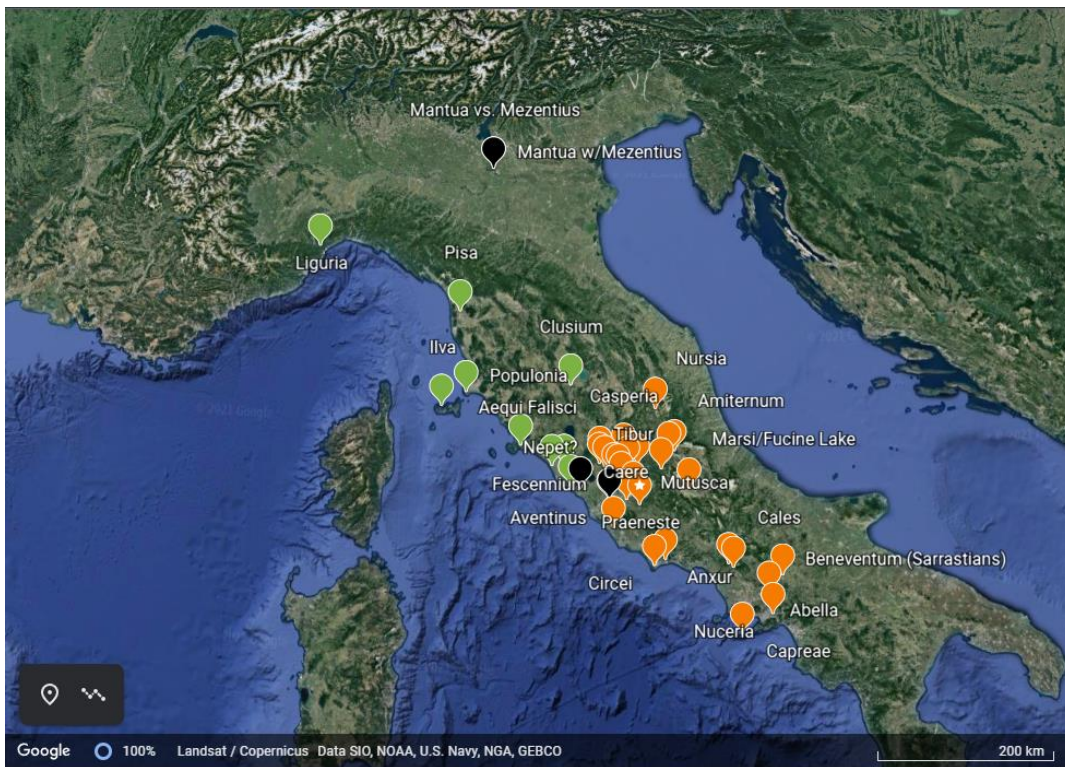 Mantua vs. Mezentius
Mantua w/Mezentius
Liguria
Pisa
Clusium
Ilva
Nursia
Populonia
Casperia
Amiternum
Aequi Falisci
Tibur
Marsi/Fucine Lake
Nepet?
Caere
Fescennium
Mutusca
Aventinus
Praeneste
Cales
Beneventum (Sarrastians)
Circei
Anxur
Abella
Nuceria
Capreae
Google 100% Landsat / Copernicus Data SIO, NOAA, U.S. Navy, NGA, GEBCO 200 km